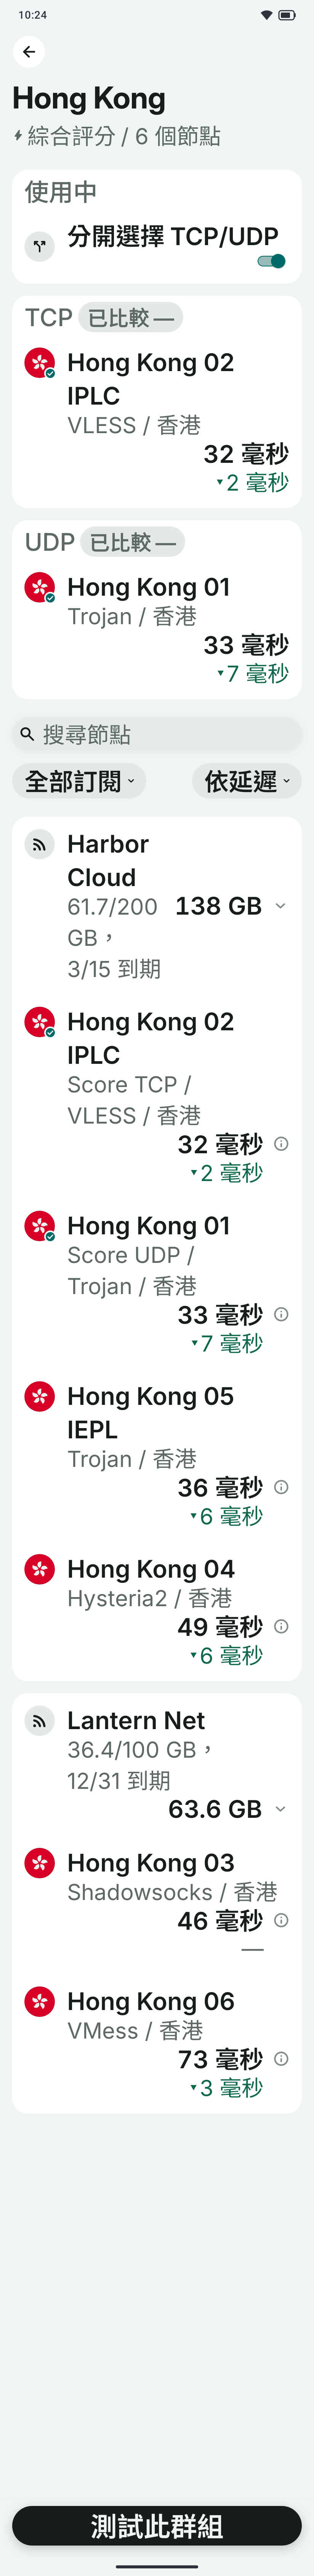 10:24
Hong Kong
綜合評分 / 6 個節點
使用中
分開選擇 TCP/UDP
TCP 已比較 —
Hong Kong 02
IPLC
VLESS / 香港
32 毫秒
▼2 毫秒
UDP 已比較 —
Hong Kong 01
Trojan / 香港
33 毫秒
▼7 毫秒
搜尋節點
全部訂閱 依延遲
Harbor
Cloud
61.7/200 138 GB
GB，
3/15 到期
Hong Kong 02
IPLC
Score TCP /
VLESS / 香港
32 毫秒
▼2 毫秒
Hong Kong 01
Score UDP /
Trojan / 香港
33 毫秒
▼7 毫秒
Hong Kong 05
IEPL
Trojan / 香港
36 毫秒
▼6 毫秒
Hong Kong 04
Hysteria2 / 香港
49 毫秒
▼6 毫秒
Lantern Net
36.4/100 GB，
12/31 到期
63.6 GB
Hong Kong 03
Shadowsocks / 香港
46 毫秒
—
Hong Kong 06
VMess / 香港
73 毫秒
▼3 毫秒
測試此群組